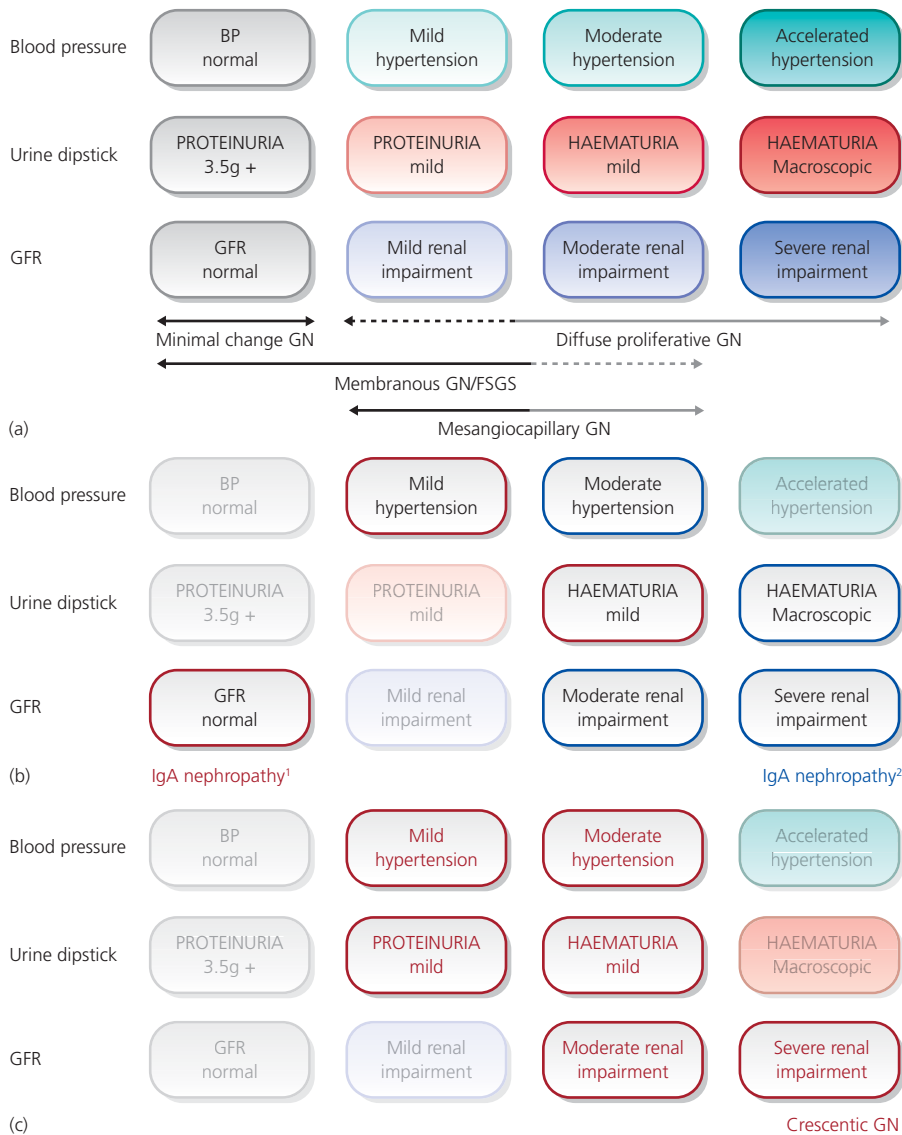 Blood pressure
BP
normal
Mild
hypertension
Moderate
hypertension
Accelerated
hypertension
Urine dipstick
PROTEINURIA
3.5g +
PROTEINURIA
mild
HAEMATURIA
mild
HAEMATURIA
Macroscopic
GFR
GFR
normal
Mild renal
impairment
Moderate renal
impairment
Severe renal
impairment
Minimal change GN
Diffuse proliferative GN
Membranous GN/FSGS
Mesangiocapillary GN
(a)
Blood pressure
BP
normal
Mild
hypertension
Moderate
hypertension
Accelerated
hypertension
Urine dipstick
PROTEINURIA
3.5g +
PROTEINURIA
mild
HAEMATURIA
mild
HAEMATURIA
Macroscopic
GFR
GFR
normal
Mild renal
impairment
Moderate renal
impairment
Severe renal
impairment
(b)
IgA nephropathy¹
IgA nephropathy²
Blood pressure
BP
normal
Mild
hypertension
Moderate
hypertension
Accelerated
hypertension
Urine dipstick
PROTEINURIA
3.5g +
PROTEINURIA
mild
HAEMATURIA
mild
HAEMATURIA
Macroscopic
GFR
GFR
normal
Mild renal
impairment
Moderate renal
impairment
Severe renal
impairment
(c)
Crescentic GN